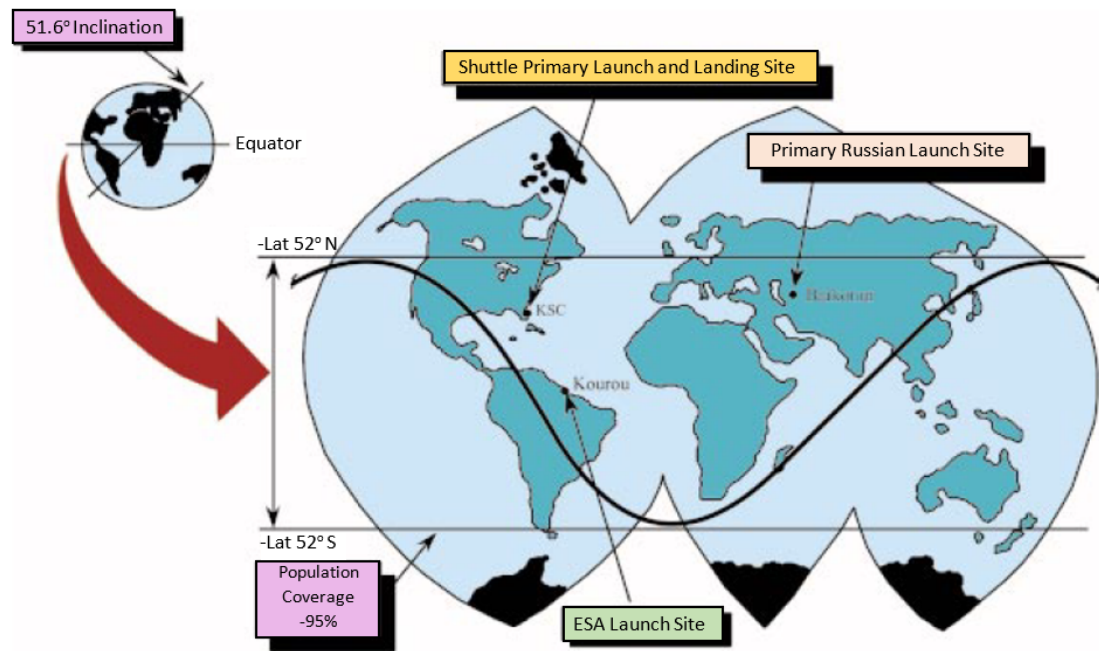 51.6° Inclination
Shuttle Primary Launch and Landing Site
Equator
Primary Russian Launch Site
-Lat 52° N
Baikonur
KSC
Kourou
-Lat 52° S
Population
Coverage
-95%
ESA Launch Site